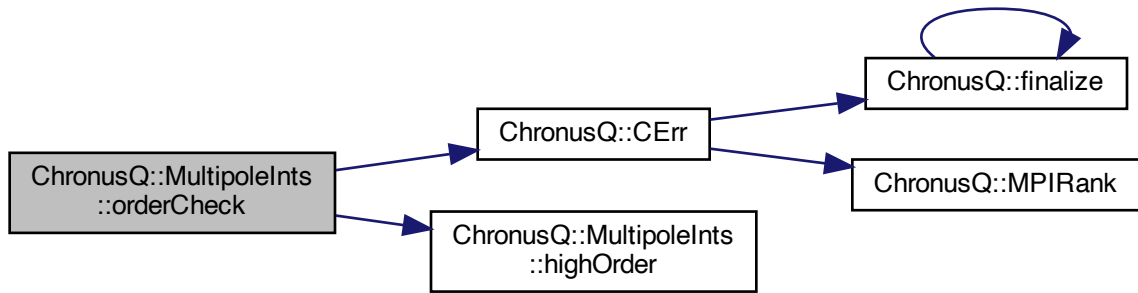 ChronusQ::MultipoleInts
::orderCheck
ChronusQ::CErr
ChronusQ::finalize
ChronusQ::MPIRank
ChronusQ::MultipoleInts
::highOrder